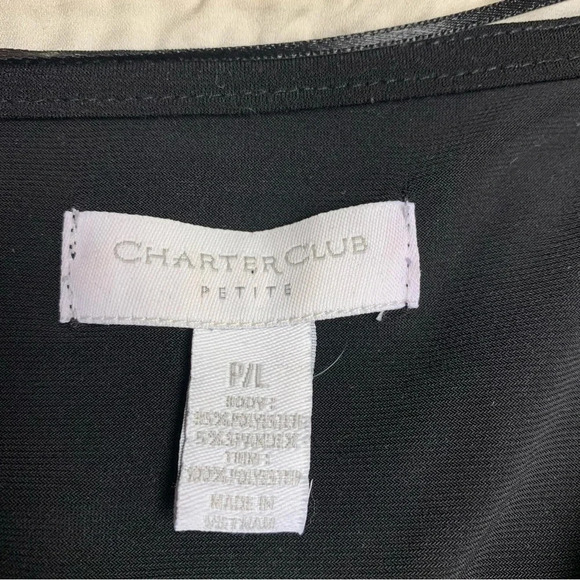 CHARTER CLUB
PETITE
P/L
BODY:
95%POLYESTER
5%SPANDEX
TRIM:
100%POLYESTER
MADE IN
VIETNAM